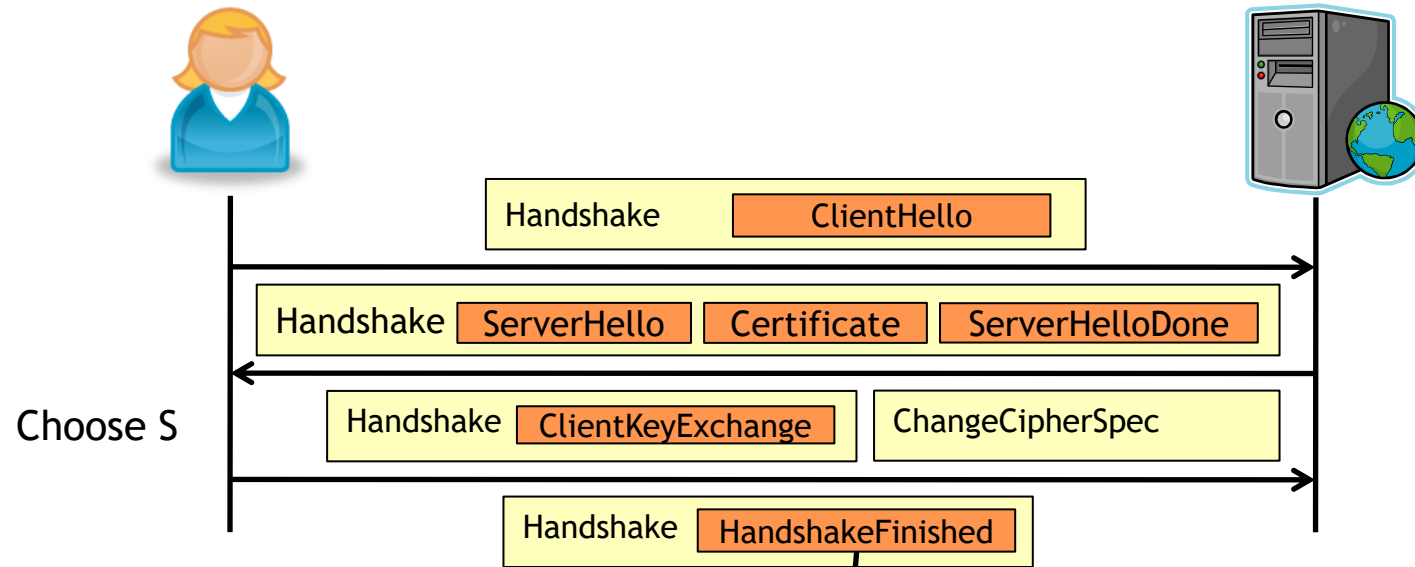 Handshake ClientHello
Handshake ServerHello Certificate ServerHelloDone
Choose S
Handshake ClientKeyExchange ChangeCipherSpec
Handshake HandshakeFinished